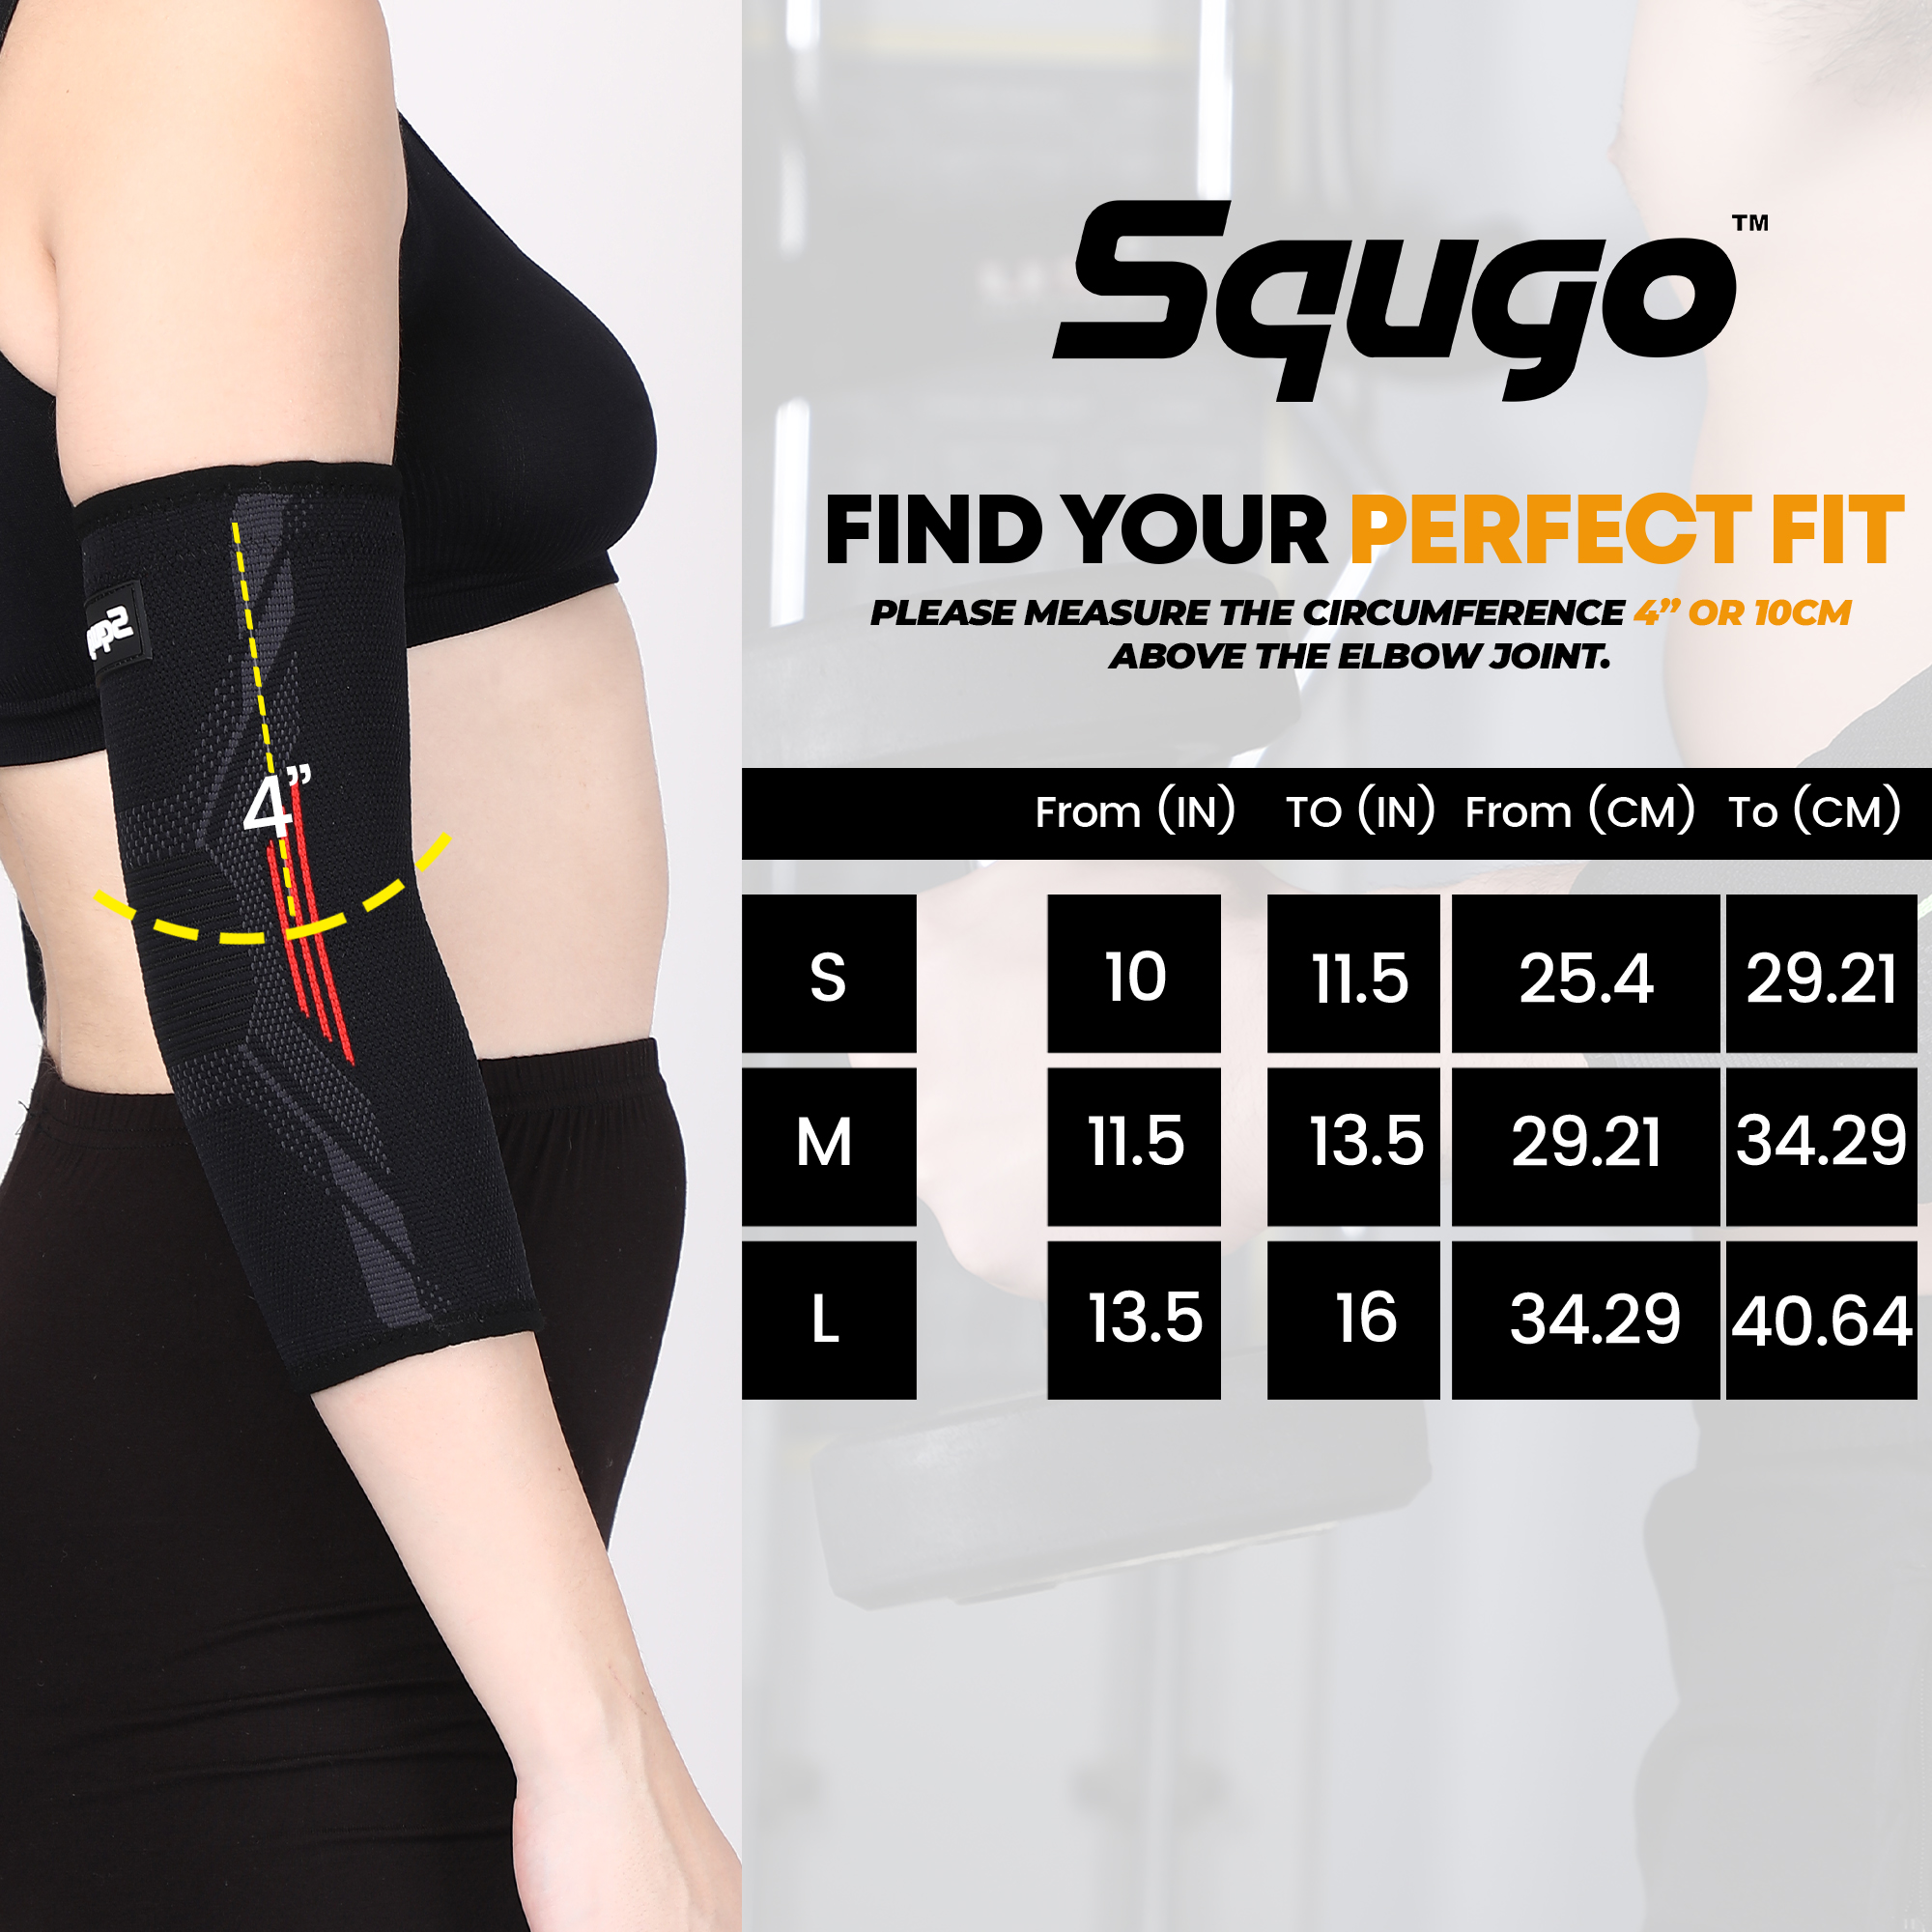 Squgo™
FIND YOUR PERFECT FIT
PLEASE MEASURE THE CIRCUMFERENCE 4” OR 10CM
ABOVE THE ELBOW JOINT.
4”
From (IN) TO (IN) From (CM) To (CM)
S 10 11.5 25.4 29.21
M 11.5 13.5 29.21 34.29
L 13.5 16 34.29 40.64